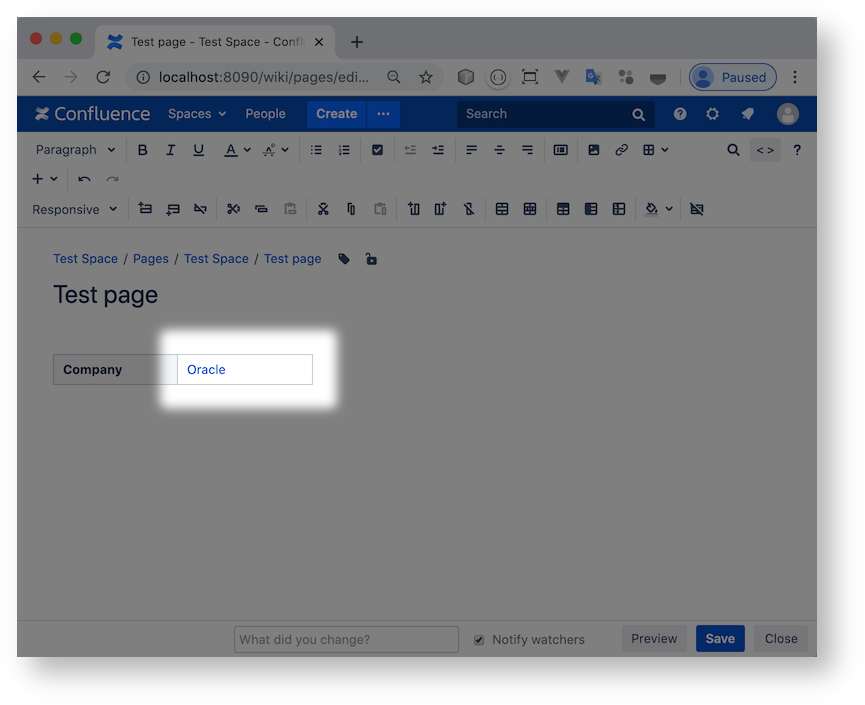 Test page - Test Space - Confl
localhost:8090/wiki/pages/edi... Paused
Confluence Spaces People Create ... Search
Paragraph B I U A < > ?
Responsive
Test Space / Pages / Test Space / Test page
Test page
Company Oracle
What did you change? Notify watchers Preview Save Close